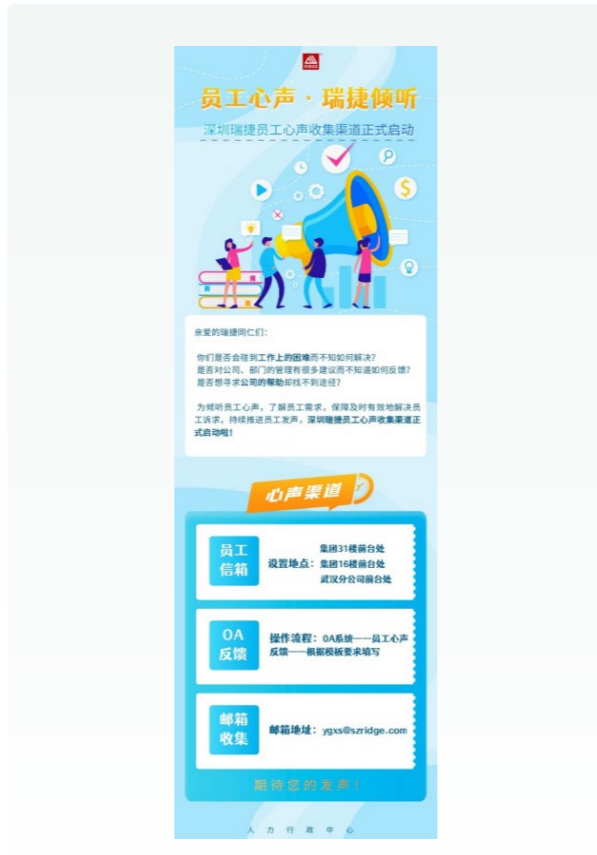 员工心声·瑞捷倾听
深圳瑞捷员工心声收集渠道正式启动
亲爱的瑞捷同仁们：
你们是否会碰到工作上的困难而不知如何解决？
是否对公司、部门的管理有很多建议而不知道如何反馈？
是否想寻求公司的帮助却找不到途径？
为倾听员工心声，了解员工需求，保障及时有效地解决员
工诉求，持续推进员工发声，深圳瑞捷员工心声收集渠道正
式启动啦！
心声渠道
员工
信箱
设置地点：
集团31楼前台处
集团16楼前台处
武汉分公司前台处
OA
反馈
操作流程：OA系统——员工心声
反馈——根据模板要求填写
邮箱
收集
邮箱地址：ygxs@szridge.com
期待您的发声！
人力行政中心